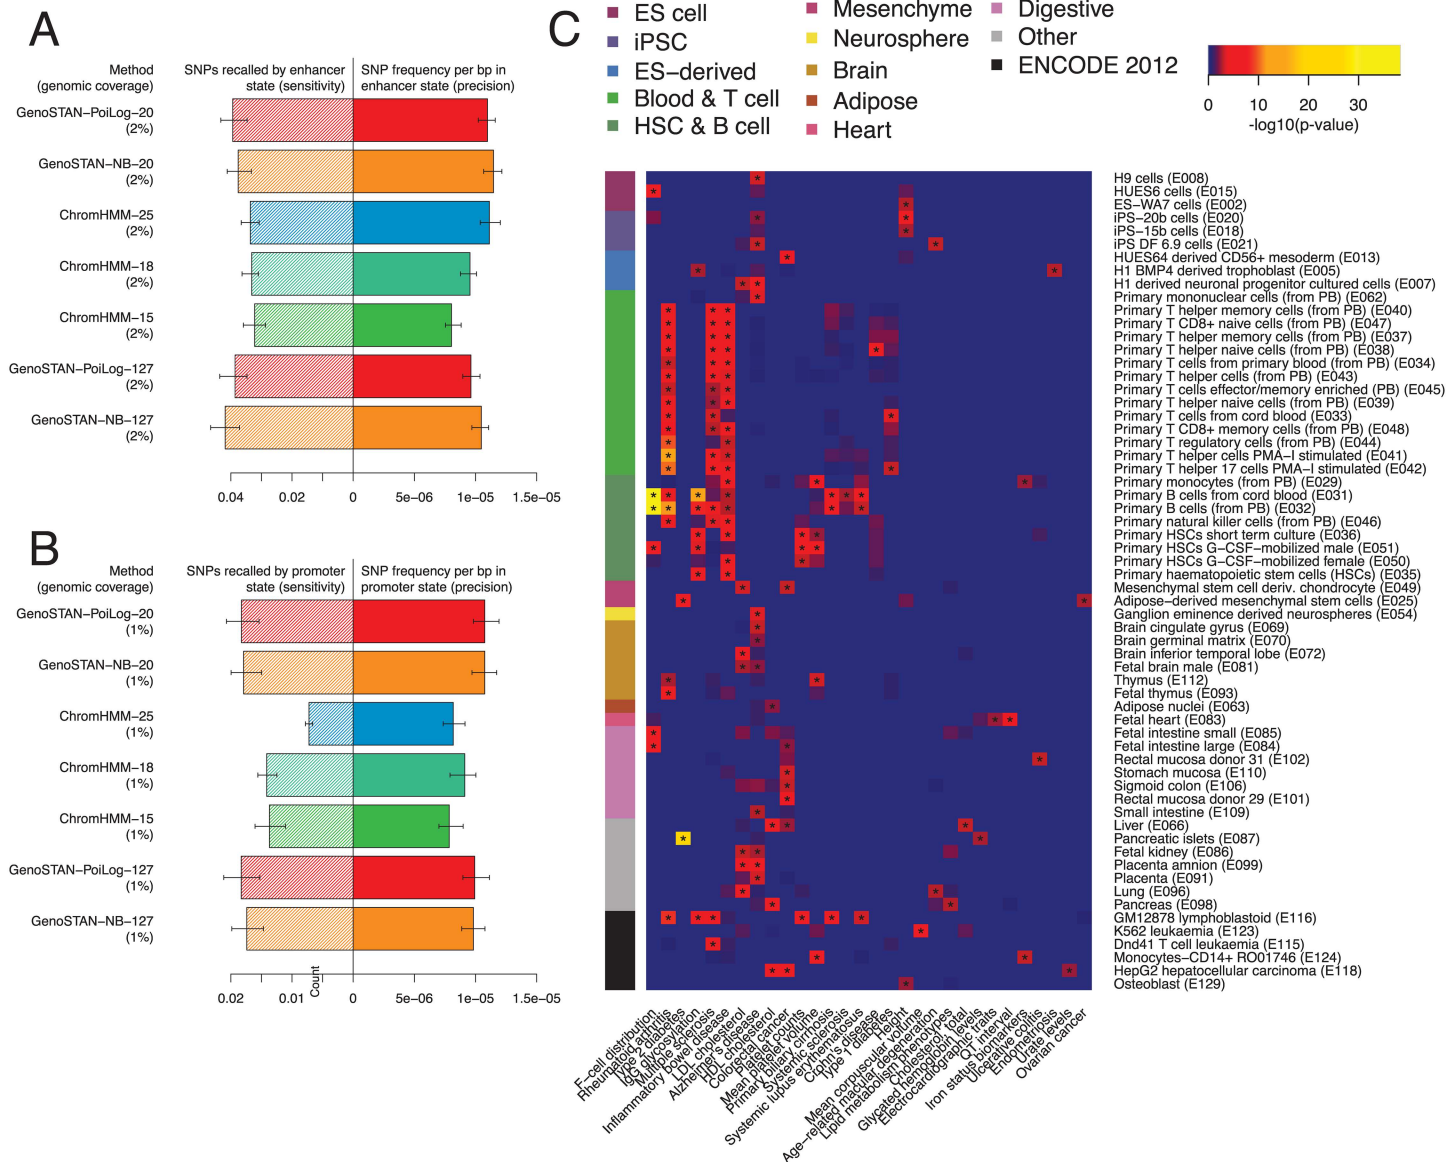 A
Method
(genomic coverage)
SNPs recalled by enhancer
state (sensitivity)
SNP frequency per bp in
enhancer state (precision)
GenoSTAN−PoiLog−20
(2%)
GenoSTAN−NB−20
(2%)
ChromHMM−25
(2%)
ChromHMM−18
(2%)
ChromHMM−15
(2%)
GenoSTAN−PoiLog−127
(2%)
GenoSTAN−NB−127
(2%)
0.04 0.02 0 5e−06 1e−05 1.5e−05
B
Method
(genomic coverage)
SNPs recalled by promoter
state (sensitivity)
SNP frequency per bp in
promoter state (precision)
GenoSTAN−PoiLog−20
(1%)
GenoSTAN−NB−20
(1%)
ChromHMM−25
(1%)
ChromHMM−18
(1%)
ChromHMM−15
(1%)
GenoSTAN−PoiLog−127
(1%)
GenoSTAN−NB−127
(1%)
Count
0.02 0.01 0 5e−06 1e−05 1.5e−05
C
ES cell
iPSC
ES−derived
Blood & T cell
HSC & B cell
Mesenchyme
Neurosphere
Brain
Adipose
Heart
Digestive
Other
ENCODE 2012
0 10 20 30
-log10(p-value)
H9 cells (E008)
HUES6 cells (E015)
ES−WA7 cells (E002)
iPS−20b cells (E020)
iPS−15b cells (E018)
iPS DF 6.9 cells (E021)
HUES64 derived CD56+ mesoderm (E013)
H1 BMP4 derived trophoblast (E005)
H1 derived neuronal progenitor cultured cells (E007)
Primary mononuclear cells (from PB) (E062)
Primary T helper memory cells (from PB) (E040)
Primary T CD8+ naive cells (from PB) (E047)
Primary T helper memory cells (from PB) (E037)
Primary T helper naive cells (from PB) (E038)
Primary T cells from primary blood (from PB) (E034)
Primary T helper cells (from PB) (E043)
Primary T cells effector/memory enriched (PB) (E045)
Primary T helper naive cells (from PB) (E039)
Primary T cells from cord blood (E033)
Primary T CD8+ memory cells (from PB) (E048)
Primary T regulatory cells (from PB) (E044)
Primary T helper cells PMA−I stimulated (E041)
Primary T helper 17 cells PMA−I stimulated (E042)
Primary monocytes (from PB) (E029)
Primary B cells from cord blood (E031)
Primary B cells (from PB) (E032)
Primary natural killer cells (from PB) (E046)
Primary HSCs short term culture (E036)
Primary HSCs G−CSF−mobilized male (E051)
Primary HSCs G−CSF−mobilized female (E050)
Primary haematopoietic stem cells (HSCs) (E035)
Mesenchymal stem cell deriv. chondrocyte (E049)
Adipose−derived mesenchymal stem cells (E025)
Ganglion eminence derived neurospheres (E054)
Brain cingulate gyrus (E069)
Brain germinal matrix (E070)
Brain inferior temporal lobe (E072)
Fetal brain male (E081)
Thymus (E112)
Fetal thymus (E093)
Adipose nuclei (E063)
Fetal heart (E083)
Fetal intestine small (E085)
Fetal intestine large (E084)
Rectal mucosa donor 31 (E102)
Stomach mucosa (E110)
Sigmoid colon (E106)
Rectal mucosa donor 29 (E101)
Small intestine (E109)
Liver (E066)
Pancreatic islets (E087)
Fetal kidney (E086)
Placenta amnion (E099)
Placenta (E091)
Lung (E096)
Pancreas (E098)
GM12878 lymphoblastoid (E116)
K562 leukaemia (E123)
Dnd41 T cell leukaemia (E115)
Monocytes−CD14+ RO01746 (E124)
HepG2 hepatocellular carcinoma (E118)
Osteoblast (E129)
F−cell distribution
Rheumatoid arthritis
Type 2 diabetes
IgG glycosylation
Multiple sclerosis
Inflammatory bowel disease
LDL cholesterol
Alzheimer's disease
HDL cholesterol
Colorectal cancer
Platelet counts
Mean platelet volume
Primary biliary cirrhosis
Systemic sclerosis
Systemic lupus erythematosus
Crohn's disease
Type 1 diabetes
Height
Mean corpuscular volume
Age−related macular degeneration
Lipid metabolism phenotypes
Cholesterol, total
Glycated hemoglobin levels
Electrocardiographic traits
QT interval
Iron status biomarkers
Ulcerative colitis
Endometriosis
Urate levels
Ovarian cancer